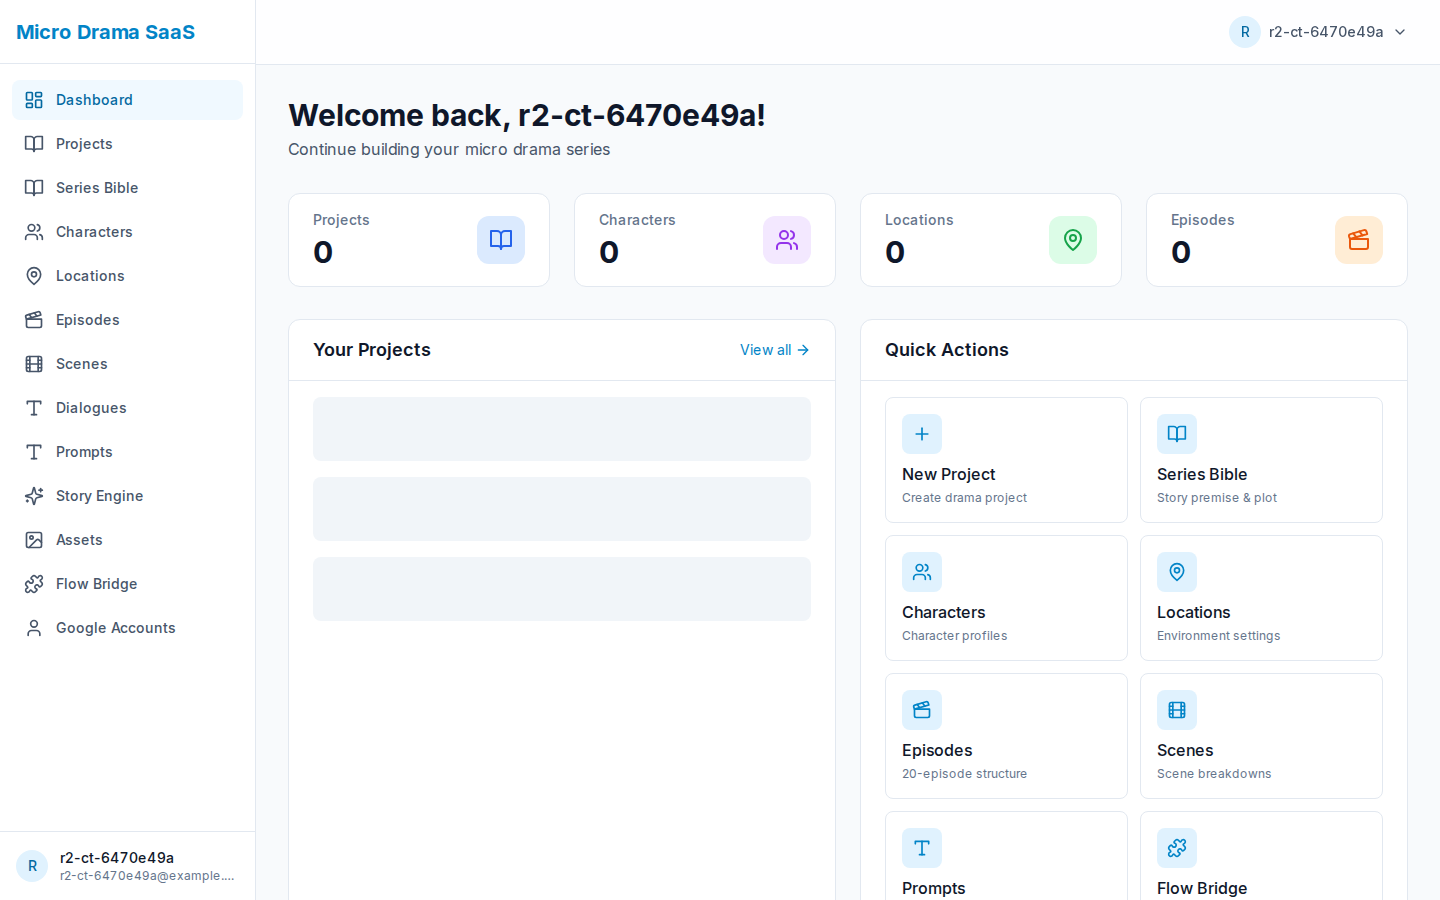 Micro Drama SaaS
R
r2-ct-6470e49a
Dashboard
Projects
Series Bible
Characters
Locations
Episodes
Scenes
Dialogues
Prompts
Story Engine
Assets
Flow Bridge
Google Accounts
R
r2-ct-6470e49a
r2-ct-6470e49a@example....
Welcome back, r2-ct-6470e49a!
Continue building your micro drama series
Projects
0
Characters
0
Locations
0
Episodes
0
Your Projects
View all
Quick Actions
New Project
Create drama project
Series Bible
Story premise & plot
Characters
Character profiles
Locations
Environment settings
Episodes
20-episode structure
Scenes
Scene breakdowns
Prompts
Flow Bridge